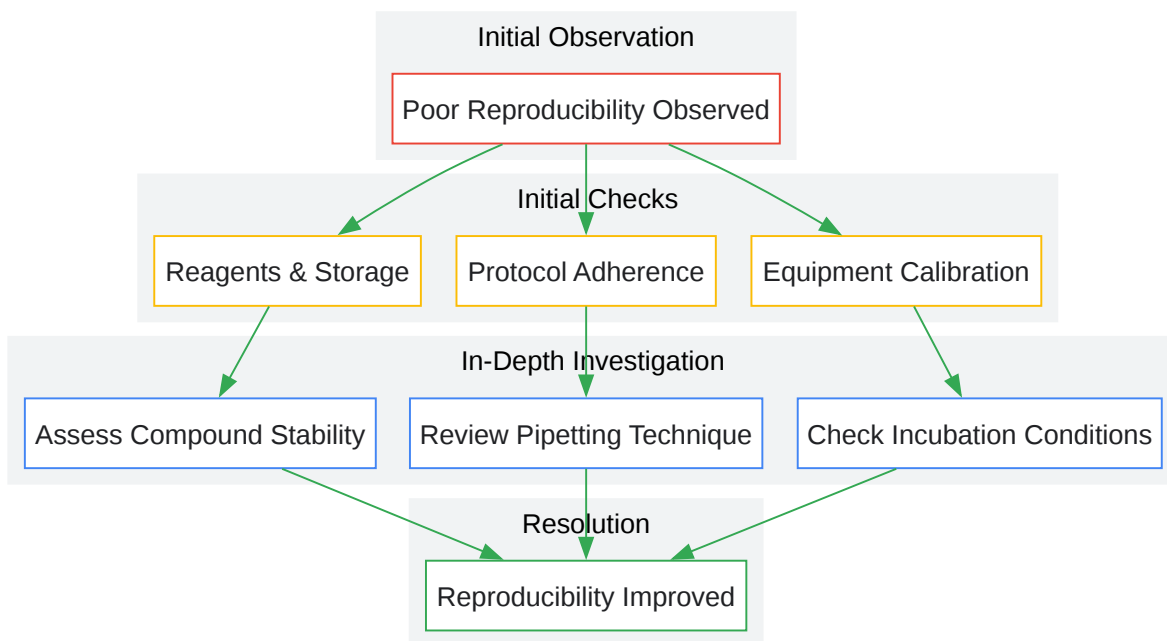 Initial Observation
Poor Reproducibility Observed
Initial Checks
Reagents & Storage
Protocol Adherence
Equipment Calibration
In-Depth Investigation
Assess Compound Stability
Review Pipetting Technique
Check Incubation Conditions
Resolution
Reproducibility Improved